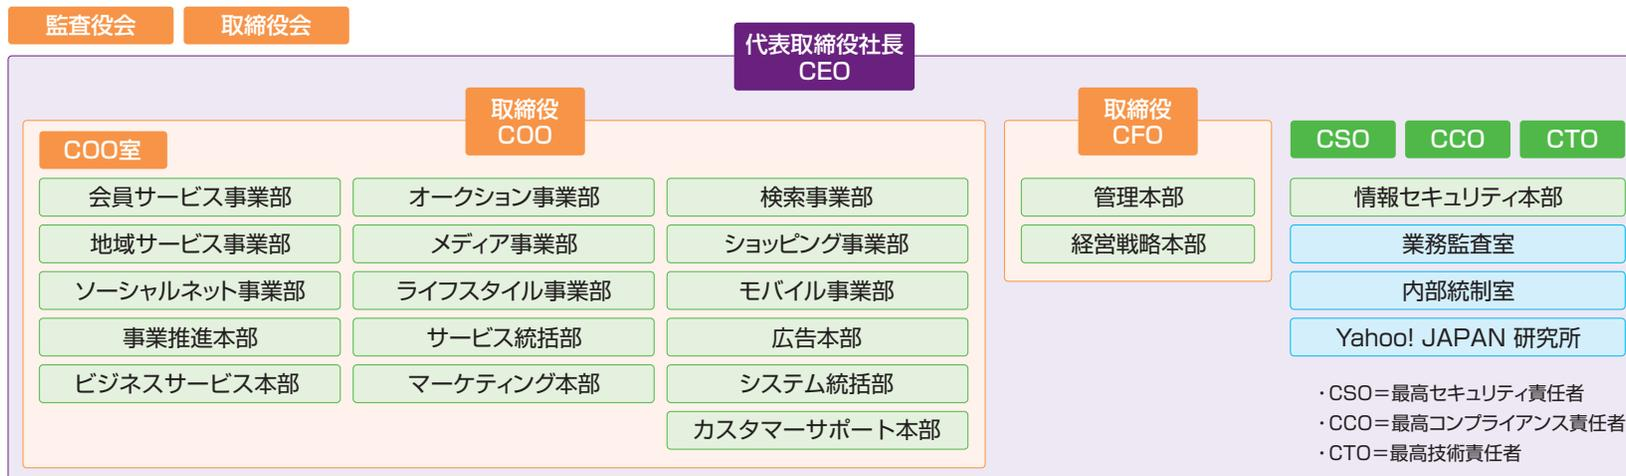 監査役会
取締役会
代表取締役社長
CEO
取締役
COO
COO室
会員サービス事業部
オークション事業部
検索事業部
地域サービス事業部
メディア事業部
ショッピング事業部
ソーシャルネット事業部
ライフスタイル事業部
モバイル事業部
事業推進本部
サービス統括部
広告本部
ビジネスサービス本部
マーケティング本部
システム統括部
カスタマーサポート本部
取締役
CFO
管理本部
経営戦略本部
CSO
CCO
CTO
情報セキュリティ本部
業務監査室
内部統制室
Yahoo! JAPAN 研究所
・CSO＝最高セキュリティ責任者
・CCO＝最高コンプライアンス責任者
・CTO＝最高技術責任者